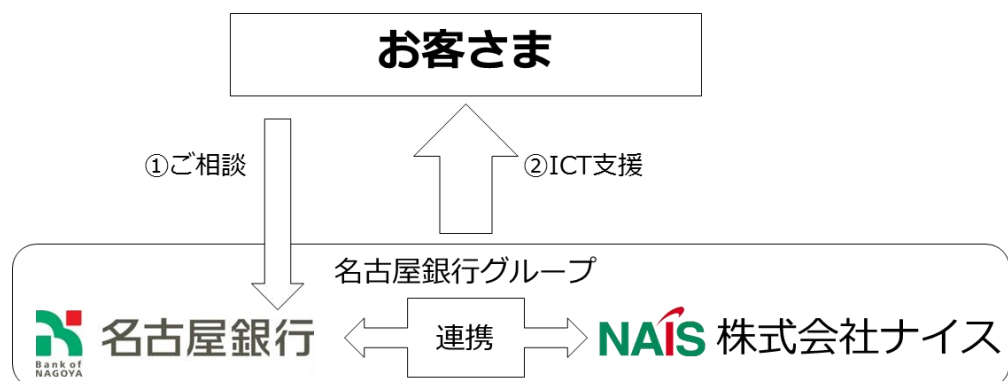 お客さま
①ご相談
②ICT支援
名古屋銀行グループ
Bank of
NAGOYA
名古屋銀行
連携
NAIS 株式会社ナイス